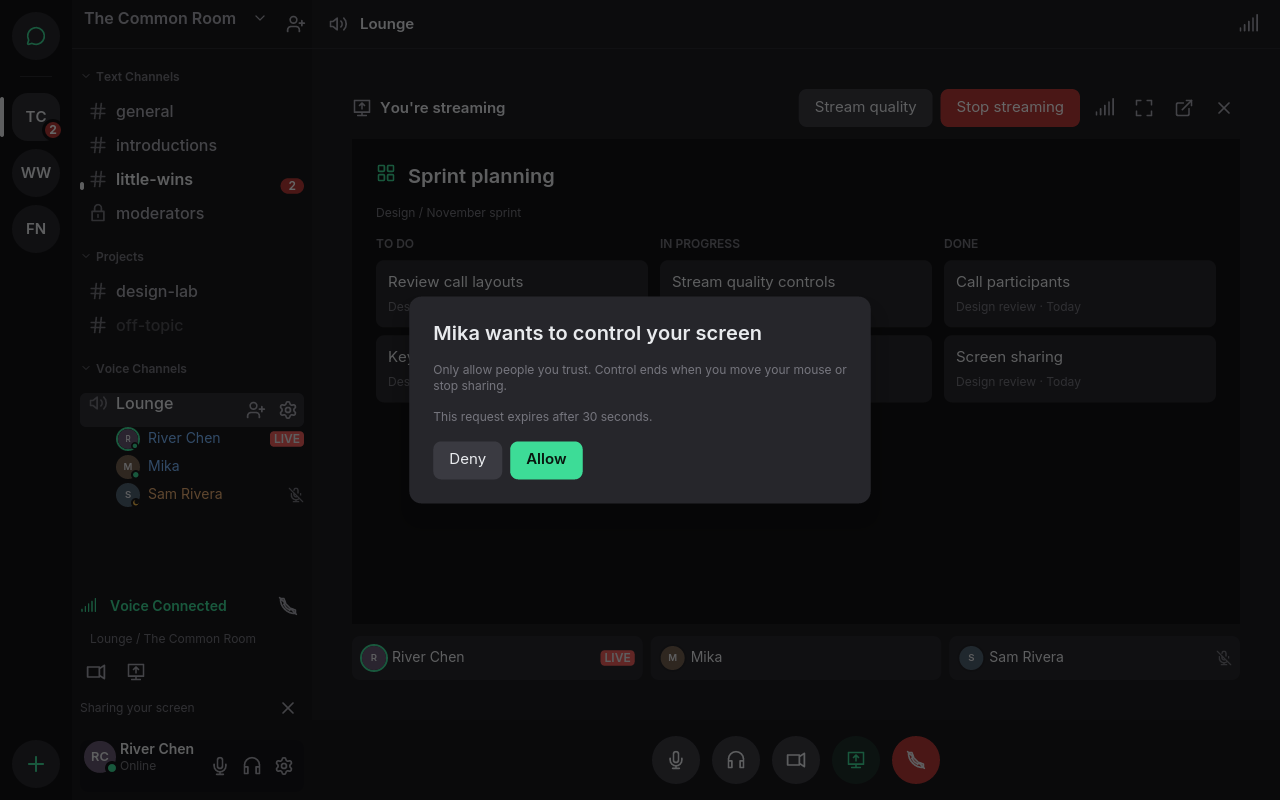 The Common Room
TC
2
WW
FN
Text Channels
general
introductions
little-wins
2
moderators
Projects
design-lab
off-topic
Voice Channels
Lounge
R
River Chen
LIVE
M
Mika
S
Sam Rivera
Voice Connected
Lounge / The Common Room
Sharing your screen
RC
River Chen
Online
Lounge
You're streaming
Stream quality
Stop streaming
Sprint planning
Design / November sprint
TO DO
IN PROGRESS
DONE
Review call layouts
Stream quality controls
Call participants
Des
Design review · Today
Key
Screen sharing
Des
Design review · Today
Mika wants to control your screen
Only allow people you trust. Control ends when you move your mouse or
stop sharing.
This request expires after 30 seconds.
Deny
Allow
R
River Chen
LIVE
M
Mika
S
Sam Rivera